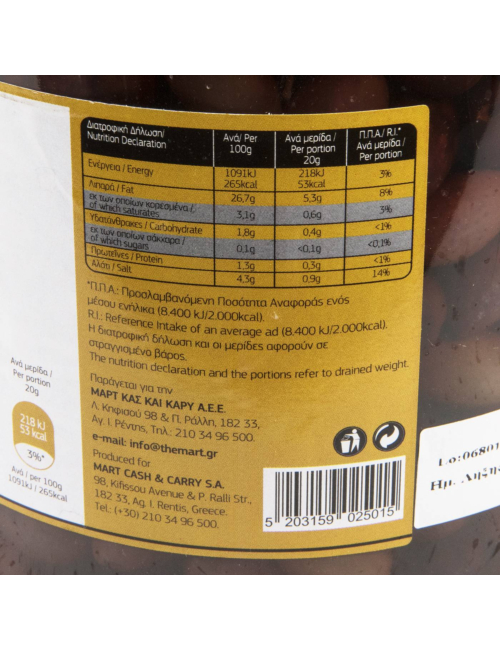 Διατροφική Δήλωση/ Nutrition Declaration | Ανά/ Per 100g | Ανά μερίδα / Per portion 20g | Π.Π.Α/ R.I.* Ανά μερίδα / Per portion
Ενέργεια / Energy | 1091kJ 265kcal | 218kJ 53kcal | 3%
Λιπαρά / Fat | 26,7g | 5,3g | 8%
εκ των οποίων κορεσμένα / of which saturates | 3,1g | 0,6g | 3%
Υδατάνθρακες / Carbohydrate | 1,8g | 0,4g | <1%
εκ των οποίων σάκχαρα / of which sugars | 0,1g | <0.1g | <0,1%
Πρωτεΐνες / Protein | 1.3g | 0.3g | <1%
Αλάτι / Salt | 4.3g | 0.9g | 14%
*Π.Π.Α: Προσλαμβανόμενη Ποσότητα Αναφοράς ενός
μέσου ενήλικα (8.400 kJ/2.000kcal).
R.I.: Reference Intake of an average ad (8.400 kJ/2.000kcal).
Η διατροφική δήλωση και οι μερίδες αφορούν σε
στραγγισμένο βάρος.
The nutrition declaration and the portions refer to drained weight.
Παράγεται για την
ΜΑΡΤ ΚΑΣ ΚΑΙ ΚΑΡΥ Α.Ε.Ε.
Λ. Κηφισού 98 & Π. Ράλλη, 182 33,
Αγ. Ι. Ρέντης, Τηλ.: 210 34 96 500.
e-mail: info@themart.gr
Produced for
MART CASH & CARRY S.A.
98, Kifissou Avenue & P. Ralli Str.,
182 33, Ag. I. Rentis, Greece.
Tel.: (+30) 210 34 96 500.
Ανά μερίδα /
Per portion
20g
218 kJ
53 kcal
3%*
Ανά / per 100g
1091kJ / 265kcal
5 203159 025015
Lo:06801
Ημ.